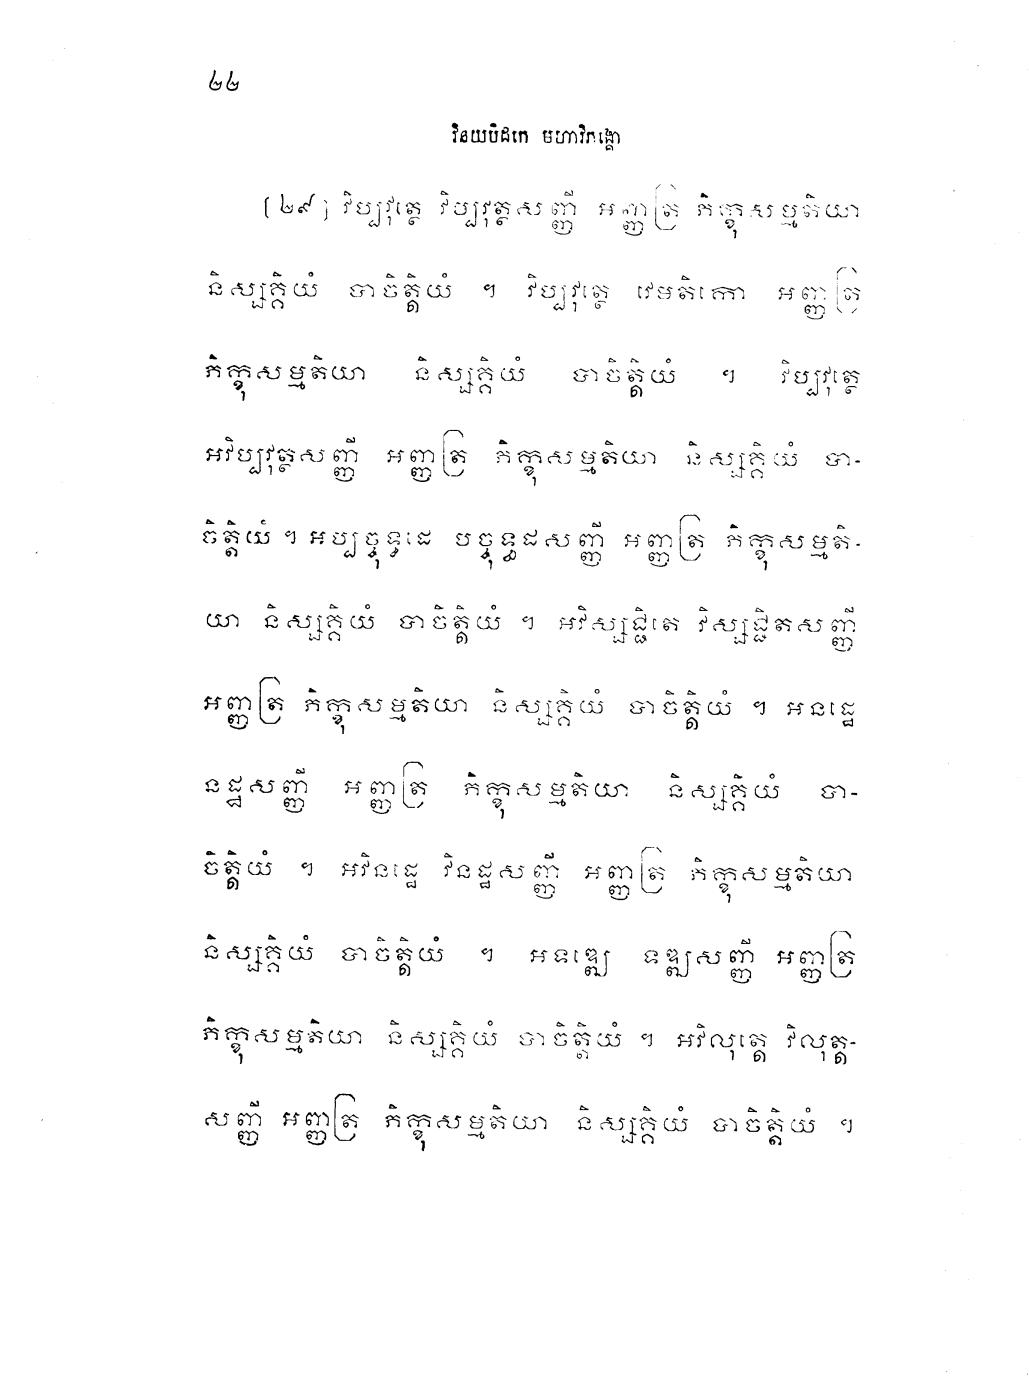 ២២
វិនយបិដកេ មហាវិភង្គោ
[២៩] វិប្បវុត្ថេ វិប្បវុត្ថសញ្ញី អញ្ញត្រ ភិក្ខុសម្មតិយា
និស្សគ្គិយំ បាចិត្តិយំ ។ វិប្បវុត្ថេ វេមតិកោ អញ្ញត្រ
ភិក្ខុសម្មតិយា និស្សគ្គិយំ បាចិត្តិយំ ។ វិប្បវុត្ថេ
អវិប្បវុត្ថសញ្ញី អញ្ញត្រ ភិក្ខុសម្មតិយា និស្សគ្គិយំ បា-
ចិត្តិយំ ។ អប្បច្ចុទ្ធដេ បច្ចុទ្ធដសញ្ញី អញ្ញត្រ ភិក្ខុសម្មតិ-
យា និស្សគ្គិយំ បាចិត្តិយំ ។ អវិស្សជ្ជិតេ វិស្សជ្ជិតសញ្ញី
អញ្ញត្រ ភិក្ខុសម្មតិយា និស្សគ្គិយំ បាចិត្តិយំ ។ អនដ្ឋេ
នដ្ឋសញ្ញី អញ្ញត្រ ភិក្ខុសម្មតិយា និស្សគ្គិយំ បា-
ចិត្តិយំ ។ អវិនដ្ឋេ វិនដ្ឋសញ្ញី អញ្ញត្រ ភិក្ខុសម្មតិយា
និស្សគ្គិយំ បាចិត្តិយំ ។ អទឌ្ឍេ ទឌ្ឍសញ្ញី អញ្ញត្រ
ភិក្ខុសម្មតិយា និស្សគ្គិយំ បាចិត្តិយំ ។ អវិលុត្តេ វិលុត្ត-
សញ្ញី អញ្ញត្រ ភិក្ខុសម្មតិយា និស្សគ្គិយំ បាចិត្តិយំ ។